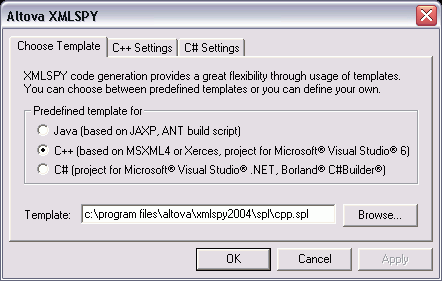 Altova XMLSPY
Choose Template C++ Settings C# Settings
XMLSPY code generation provides a great flexibility through usage of templates.
You can choose between predefined templates or you can define your own.
Predefined template for
Java (based on JAXP, ANT build script)
C++ (based on MSXML4 or Xerces, project for Microsoft® Visual Studio® 6)
C# (project for Microsoft® Visual Studio® .NET, Borland® C#Builder®)
Template: c:\program files\altova\xmlspy2004\spl\cpp.spl Browse...
OK Cancel Apply